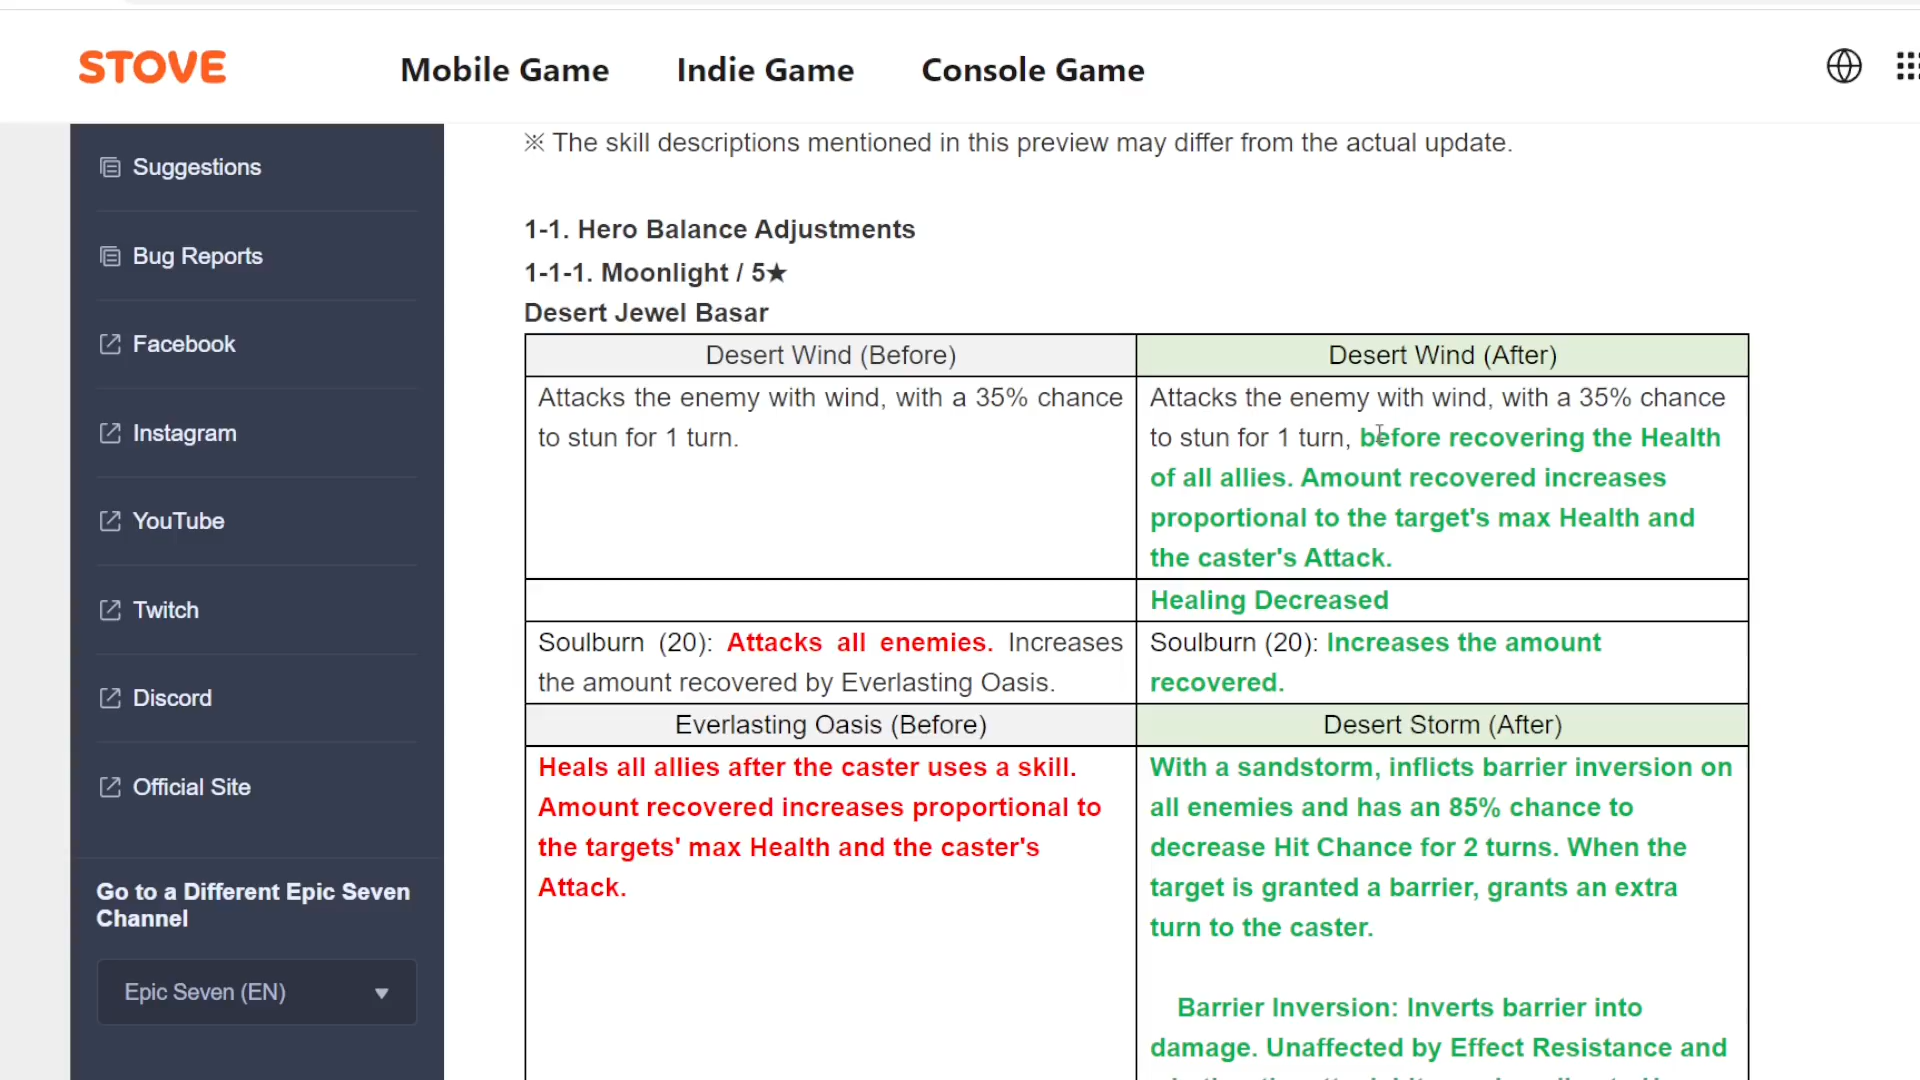 STOVE
Mobile Game
Indie Game
Console Game
Suggestions
Bug Reports
Facebook
Instagram
YouTube
Twitch
Discord
Official Site
Go to a Different Epic Seven
Channel
Epic Seven (EN)
※ The skill descriptions mentioned in this preview may differ from the actual update.
1-1. Hero Balance Adjustments
1-1-1. Moonlight / 5★
Desert Jewel Basar
Desert Wind (Before)
Desert Wind (After)
Attacks the enemy with wind, with a 35% chance
to stun for 1 turn.
Attacks the enemy with wind, with a 35% chance
to stun for 1 turn, before recovering the Health
of all allies. Amount recovered increases
proportional to the target's max Health and
the caster's Attack.
Healing Decreased
Soulburn (20): Attacks all enemies. Increases
the amount recovered by Everlasting Oasis.
Soulburn (20): Increases the amount
recovered.
Everlasting Oasis (Before)
Desert Storm (After)
Heals all allies after the caster uses a skill.
Amount recovered increases proportional to
the targets' max Health and the caster's
Attack.
With a sandstorm, inflicts barrier inversion on
all enemies and has an 85% chance to
decrease Hit Chance for 2 turns. When the
target is granted a barrier, grants an extra
turn to the caster.
Barrier Inversion: Inverts barrier into
damage. Unaffected by Effect Resistance and